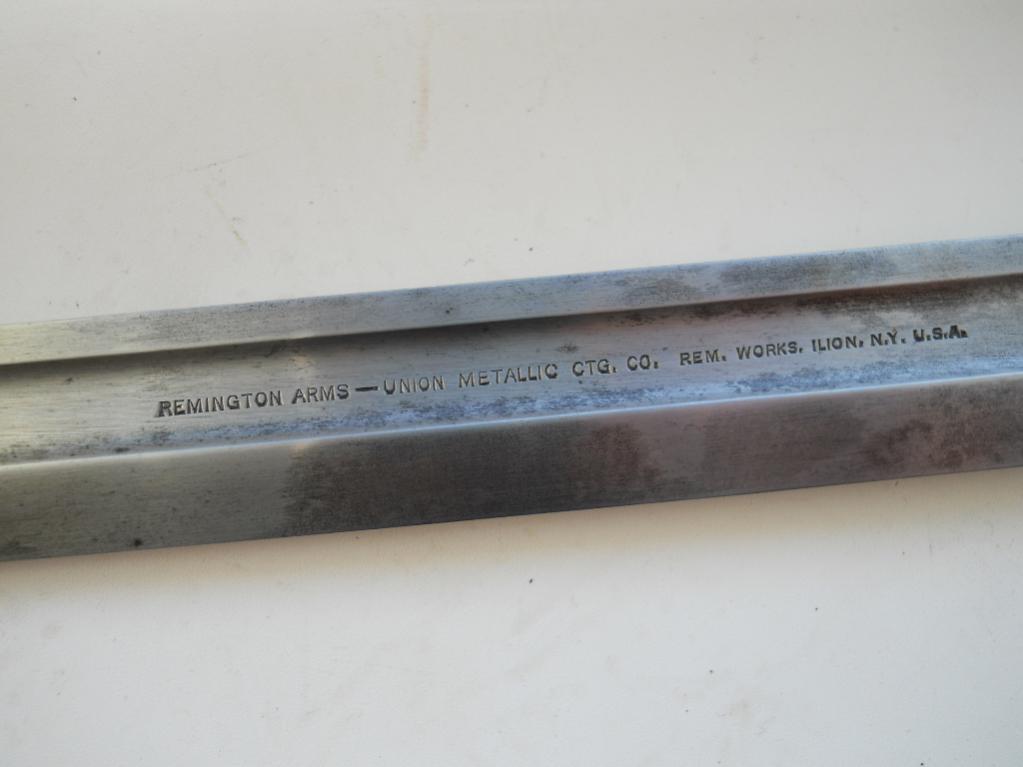 REMINGTON ARMS—UNION METALLIC CTG. CO. REM. WORKS. ILION, N.Y. U.S.A.